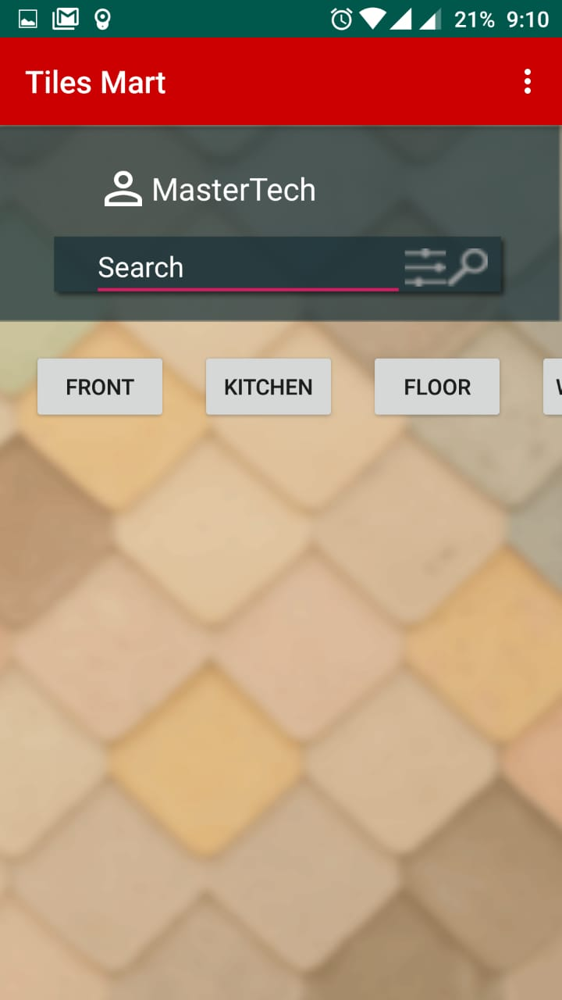 21% 9:10
Tiles Mart
MasterTech
Search
FRONT KITCHEN FLOOR